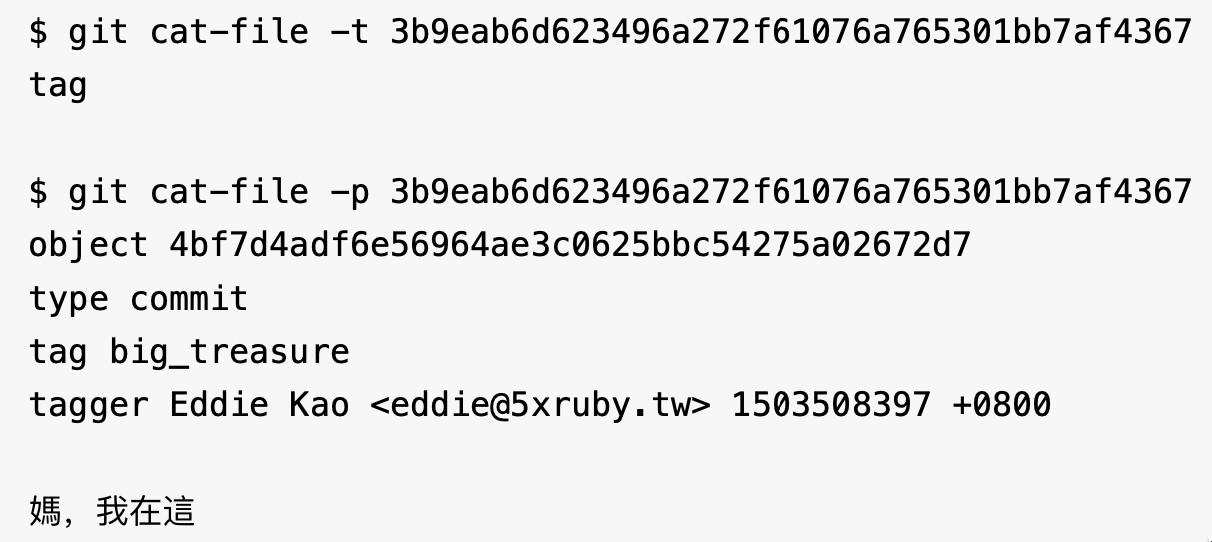 $ git cat-file -t 3b9eab6d623496a272f61076a765301bb7af4367
tag
$ git cat-file -p 3b9eab6d623496a272f61076a765301bb7af4367
object 4bf7d4adf6e56964ae3c0625bbc54275a02672d7
type commit
tag big_treasure
tagger Eddie Kao <eddie@5xruby.tw> 1503508397 +0800
媽，我在這